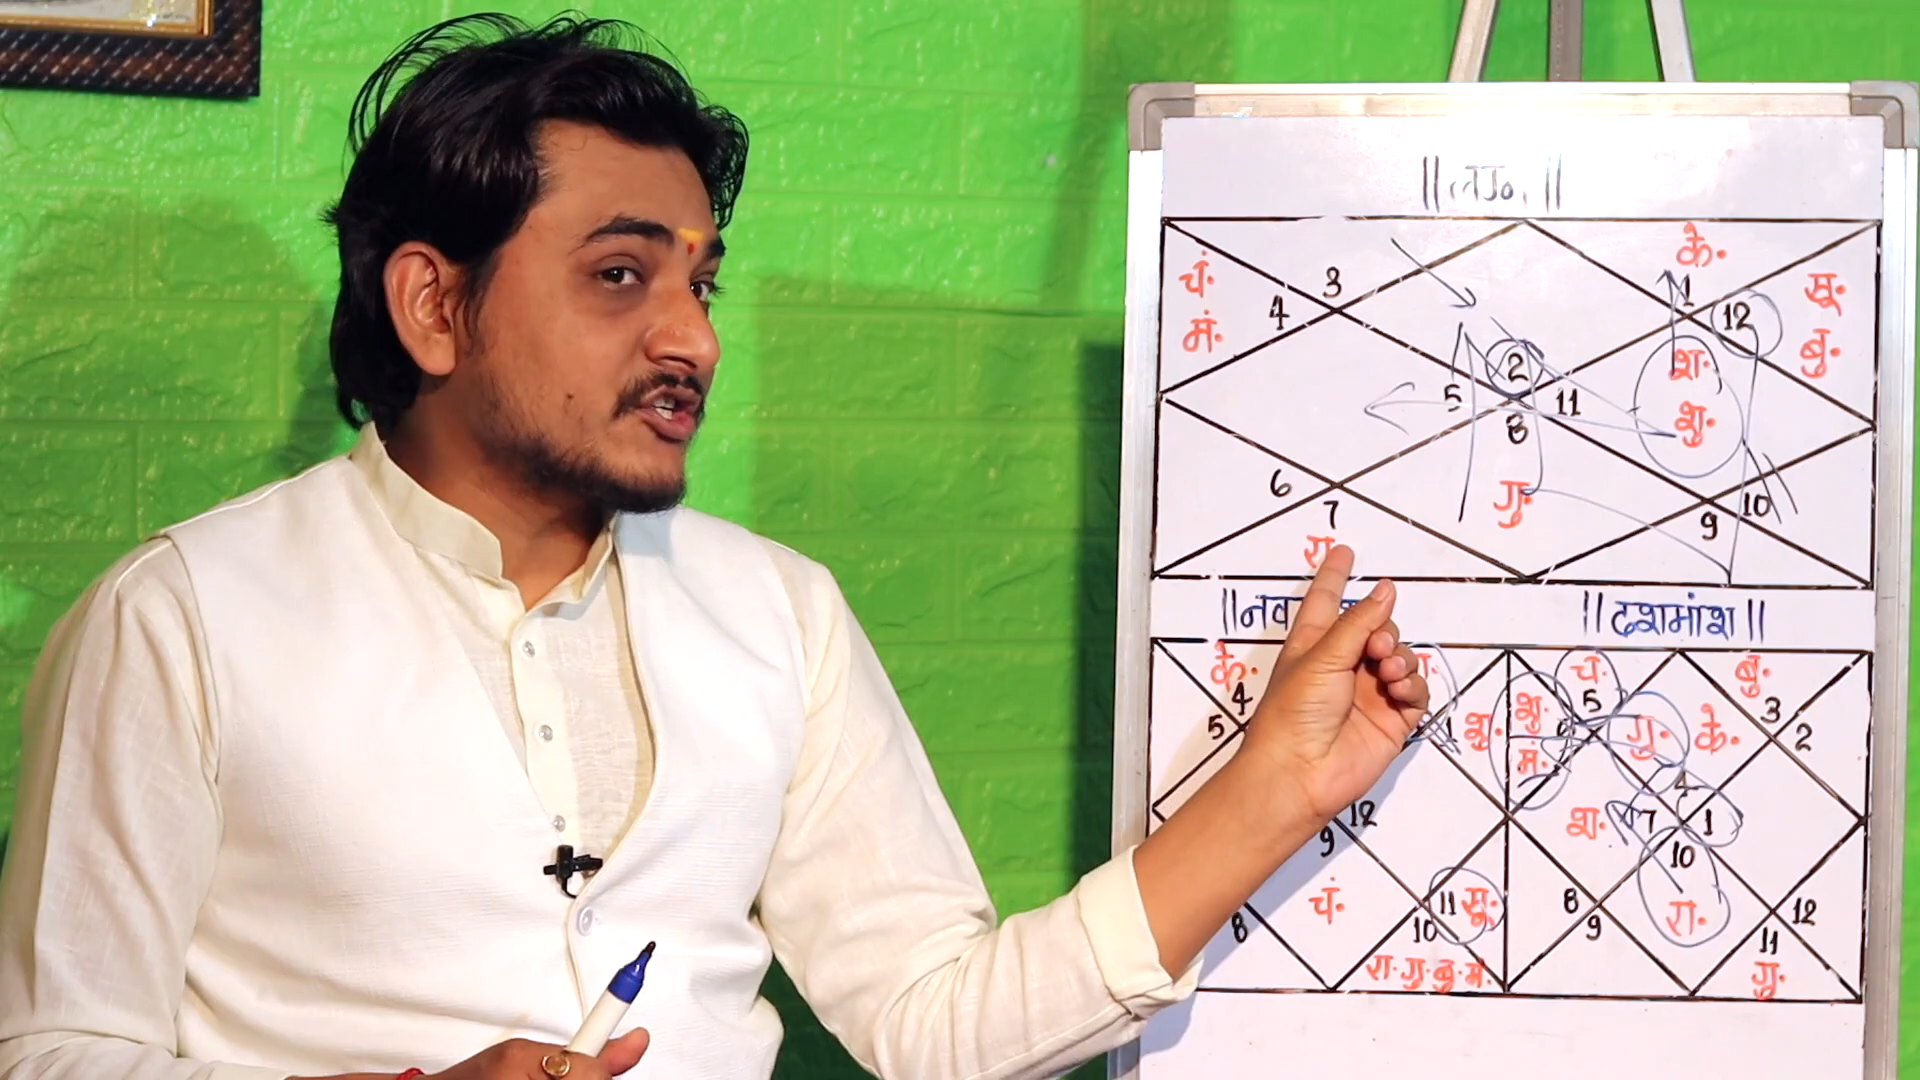 || लग्न ||
के.
चं. 3 1 सू.
4 12
मं. श. बु.
2
5 11 शु.
8
6 गु. 10
7 9
रा.
|| दशमांश ||
के. चं. बु.
4 5 शु. 3
5 1 शु. गु. के. 2
मं. 4
12 श. 7 1
9 10
चं. 11 सू. 8 रा. 12
8 10 9 11
रा. गु. बु. मं. गु.